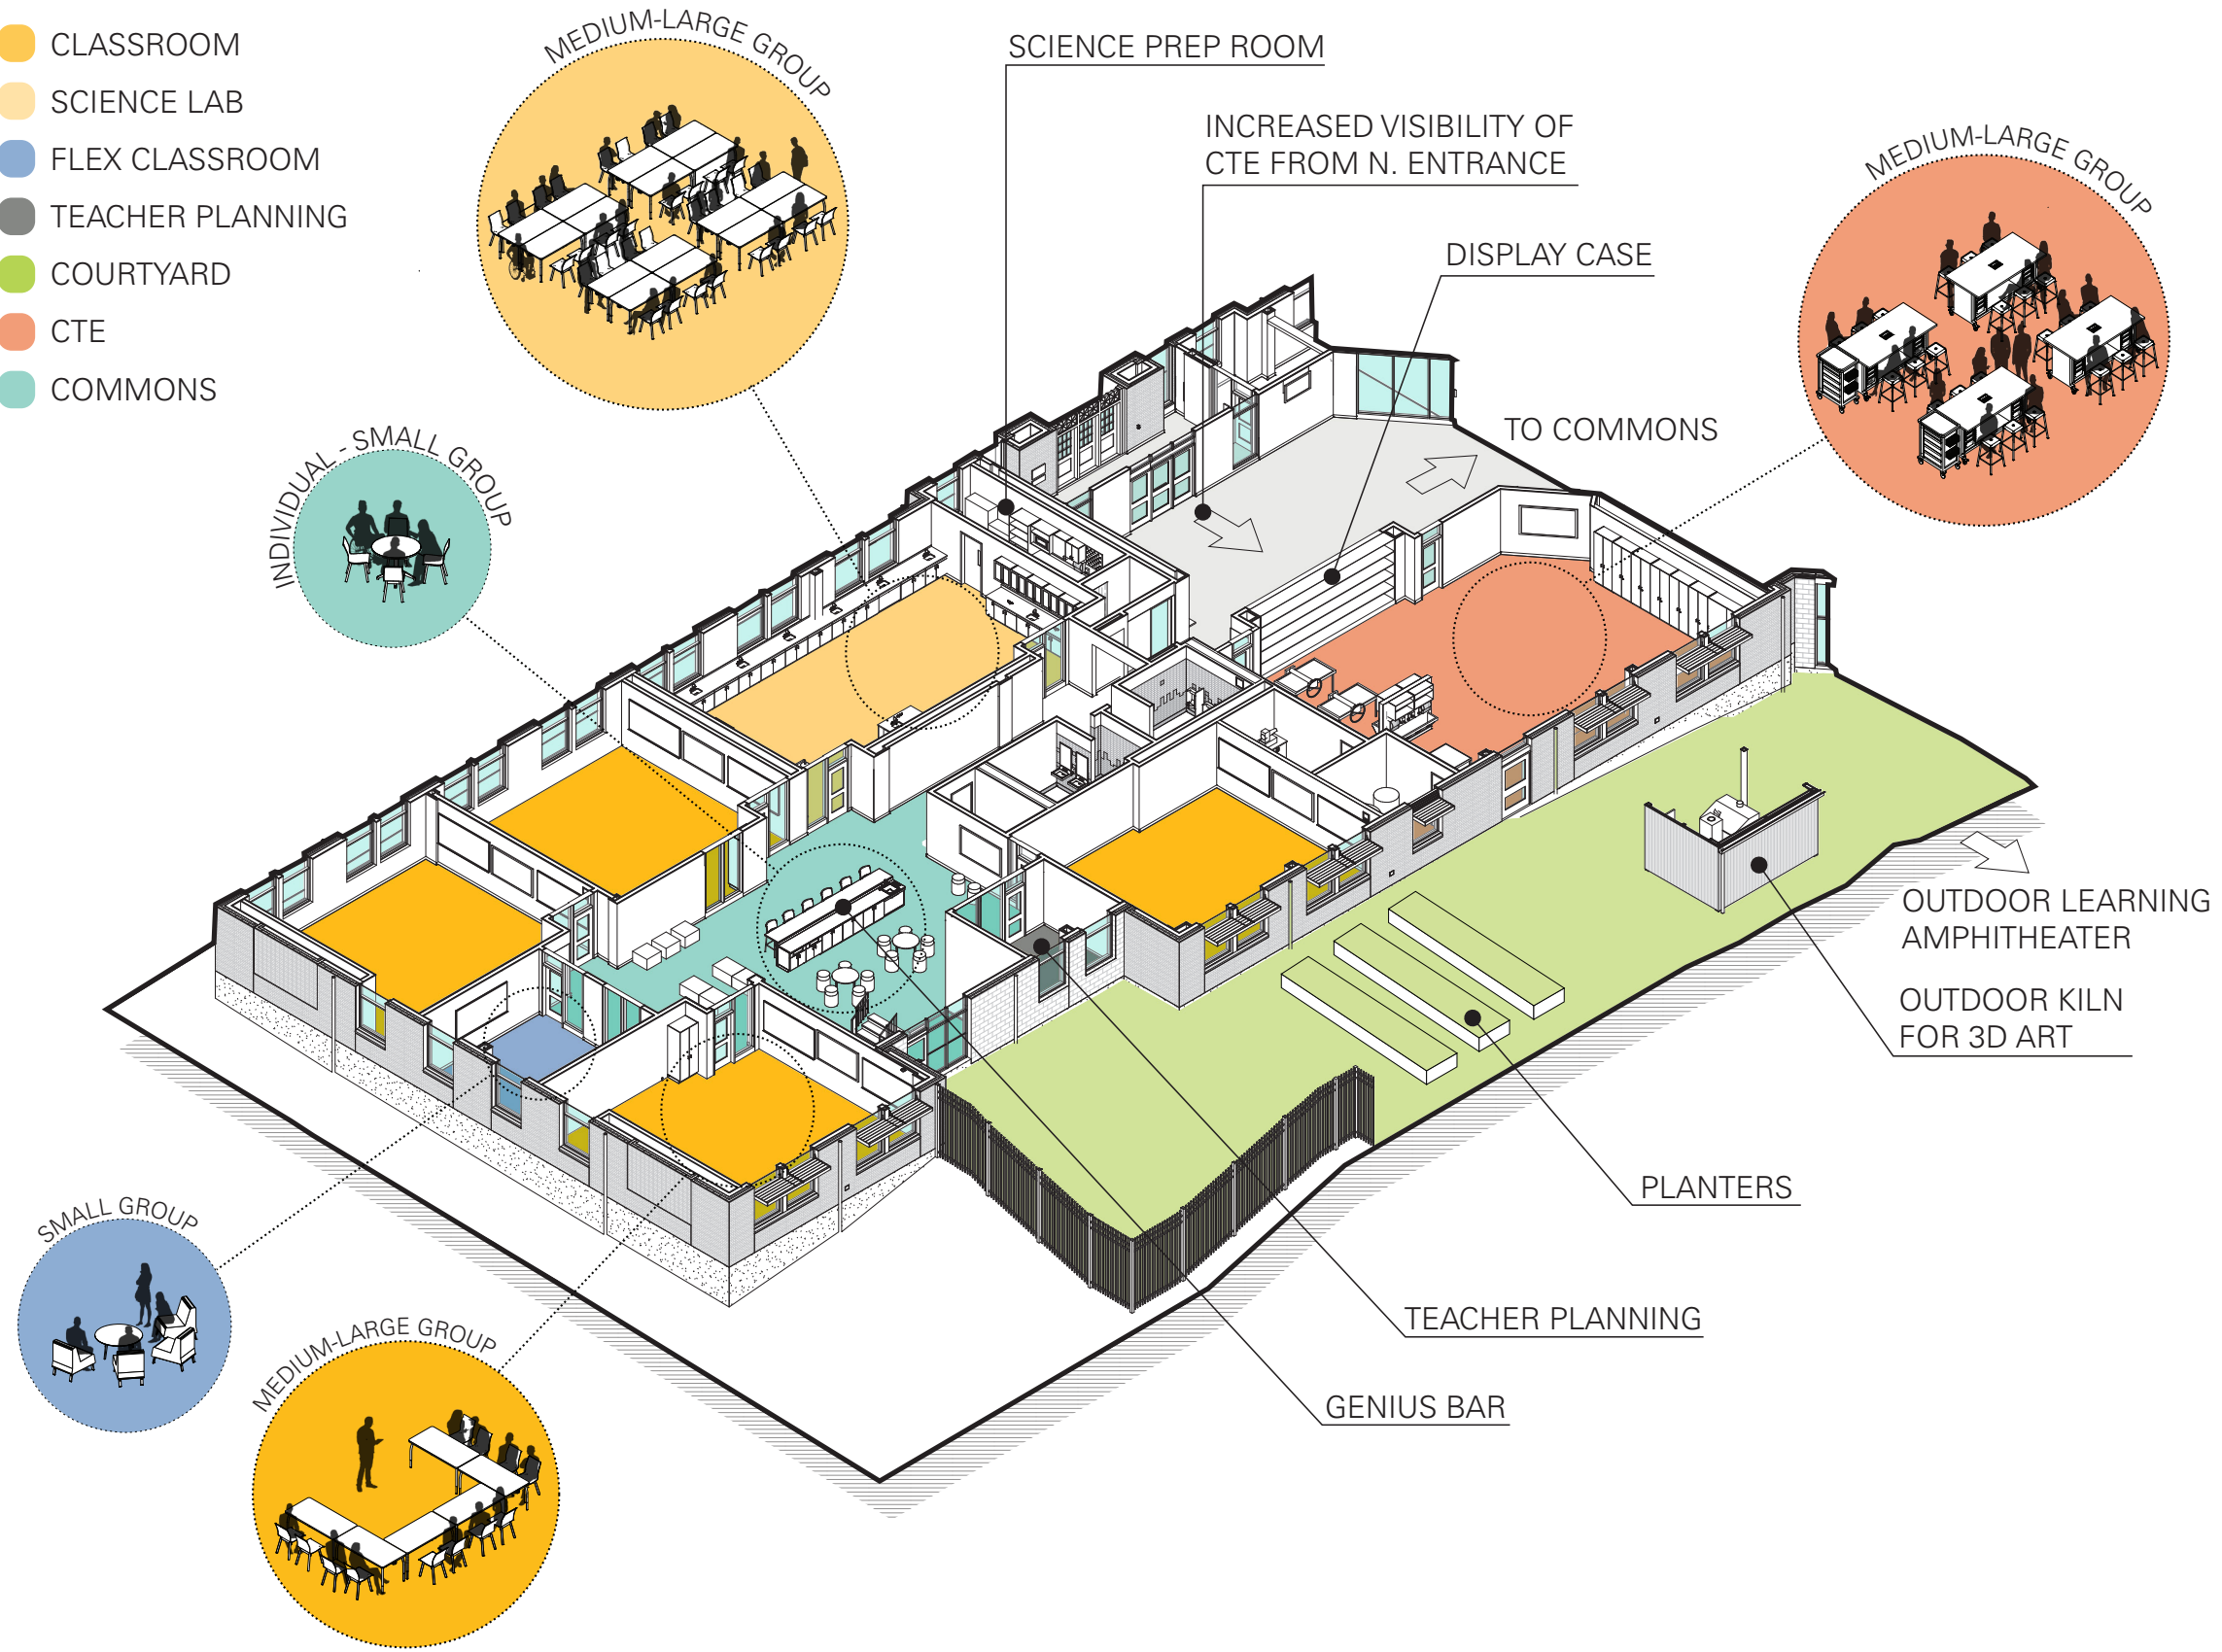 CLASSROOM
SCIENCE LAB
FLEX CLASSROOM
TEACHER PLANNING
COURTYARD
CTE
COMMONS
MEDIUM-LARGE GROUP
SCIENCE PREP ROOM
INCREASED VISIBILITY OF
CTE FROM N. ENTRANCE
DISPLAY CASE
MEDIUM-LARGE GROUP
TO COMMONS
INDIVIDUAL - SMALL GROUP
OUTDOOR LEARNING
AMPHITHEATER
OUTDOOR KILN
FOR 3D ART
PLANTERS
TEACHER PLANNING
GENIUS BAR
SMALL GROUP
MEDIUM-LARGE GROUP